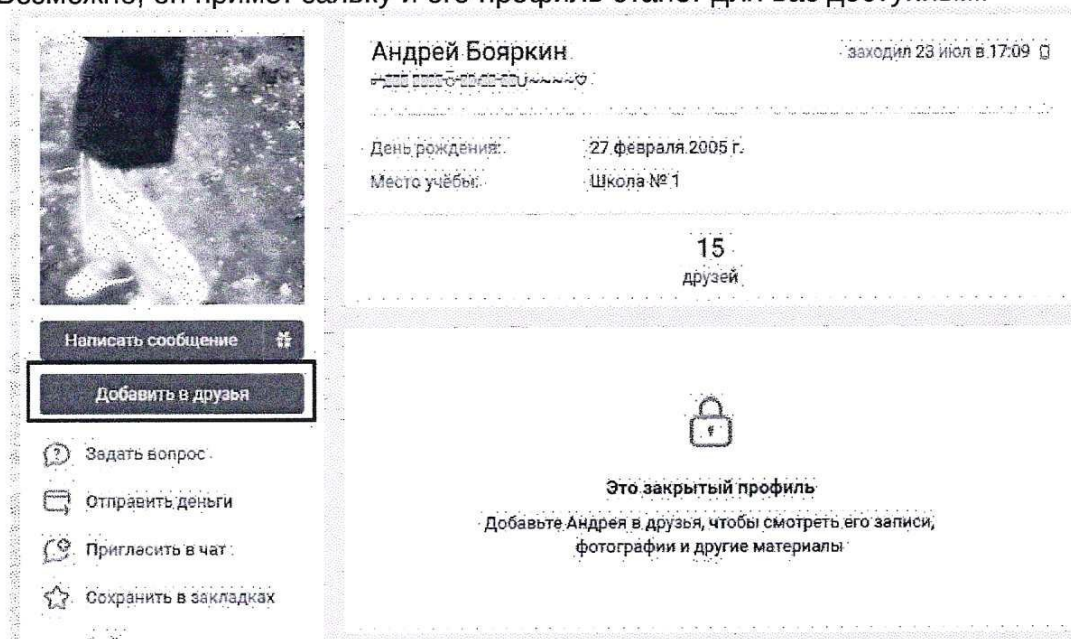 Возможно, он примет заявку и его профиль станет для вас доступным.
Андрей Бояркин
заходил 23 июл в 17:09
День рождения: 27 февраля 2005 г.
Место учёбы: Школа № 1
15
друзей
Написать сообщение
Добавить в друзья
Задать вопрос
Отправить деньги
Пригласить в чат
Сохранить в закладках
Это закрытый профиль
Добавьте Андрея в друзья, чтобы смотреть его записи,
фотографии и другие материалы